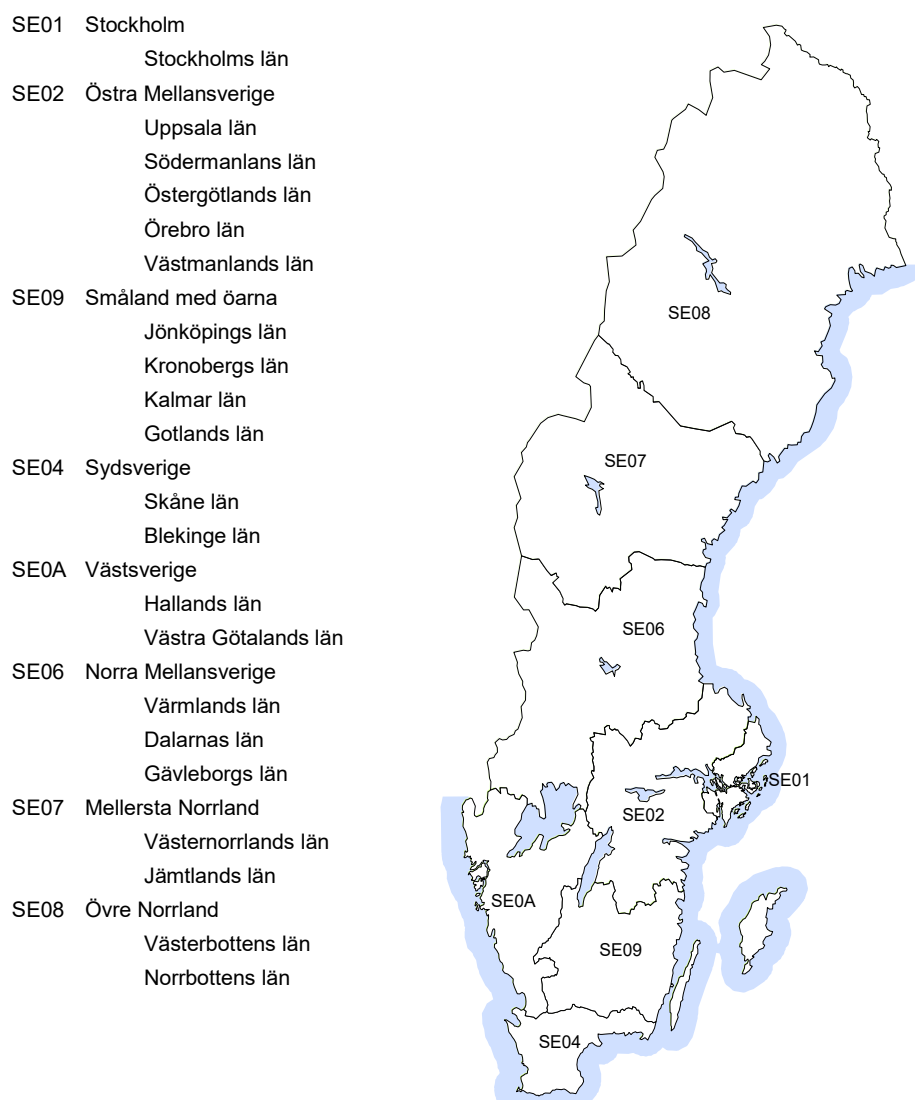 SE01 Stockholm
Stockholms län
SE02 Östra Mellansverige
Uppsala län
Södermanlans län
Östergötlands län
Örebro län
Västmanlands län
SE09 Småland med öarna
Jönköpings län
Kronobergs län
Kalmar län
Gotlands län
SE04 Sydsverige
Skåne län
Blekinge län
SE0A Västsverige
Hallands län
Västra Götalands län
SE06 Norra Mellansverige
Värmlands län
Dalarnas län
Gävleborgs län
SE07 Mellersta Norrland
Västernorrlands län
Jämtlands län
SE08 Övre Norrland
Västerbottens län
Norrbottens län
SE08
SE07
SE06
SE01
SE02
SE0A
SE09
SE04